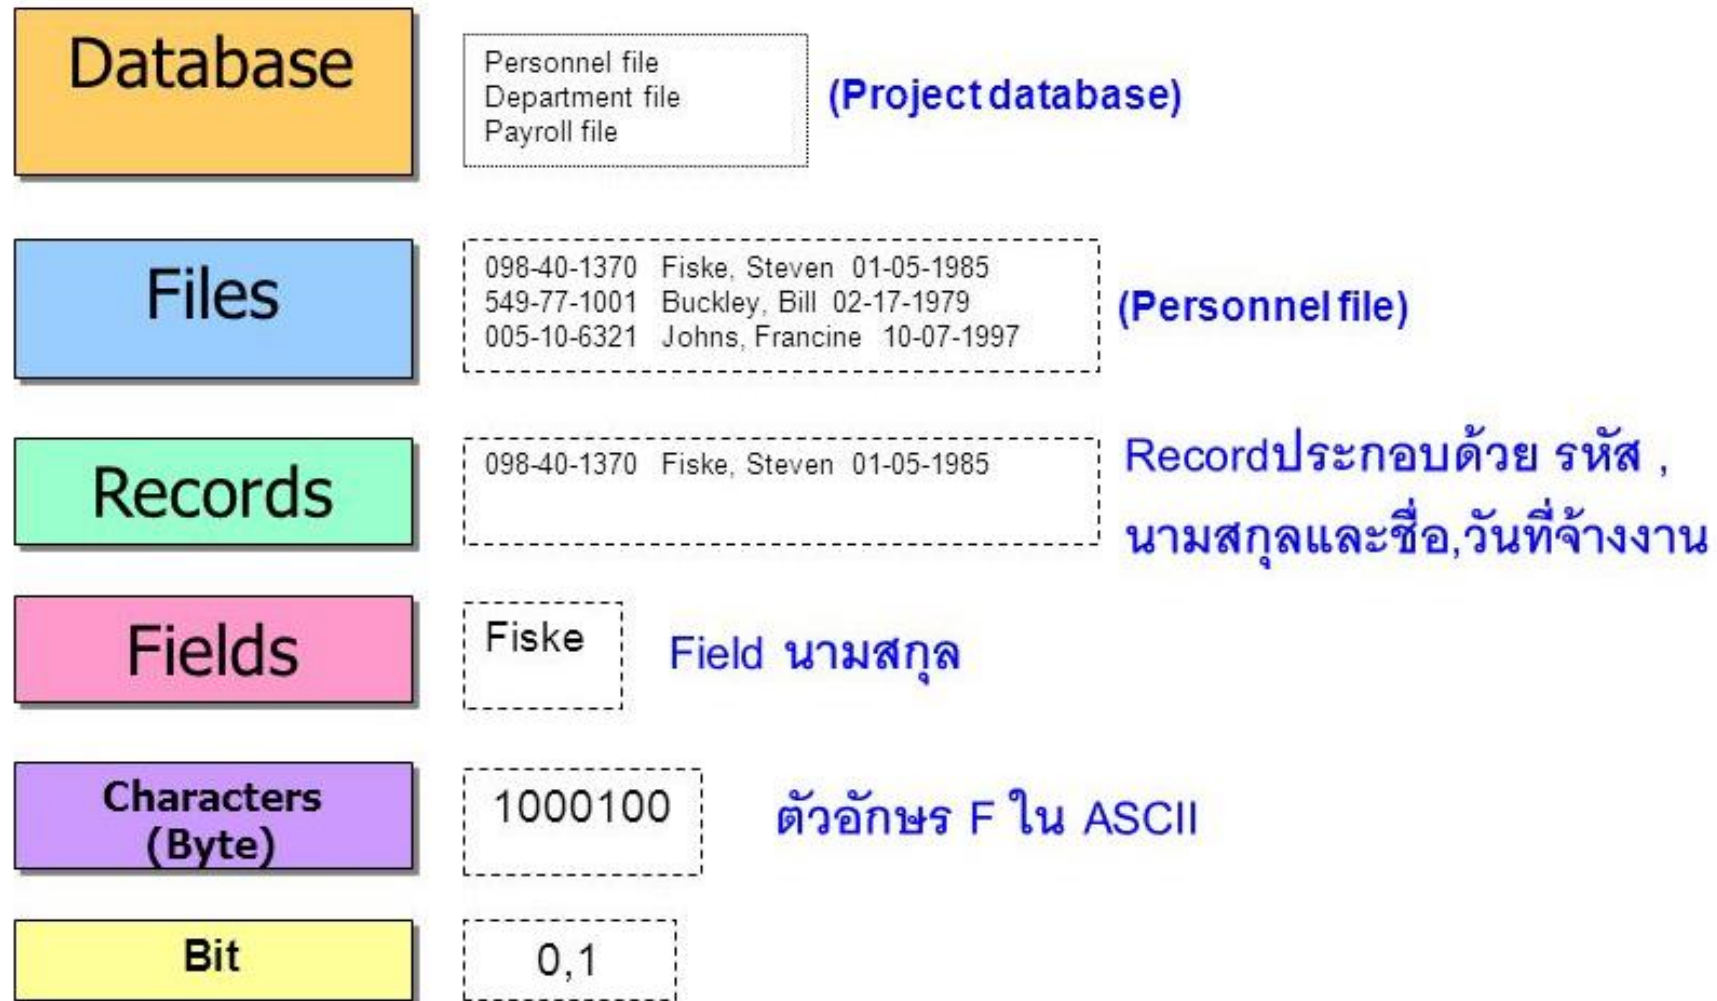 Database
Personnel file
Department file
Payroll file
(Project database)
Files
098-40-1370 Fiske, Steven 01-05-1985
549-77-1001 Buckley, Bill 02-17-1979
005-10-6321 Johns, Francine 10-07-1997
(Personnel file)
Records
098-40-1370 Fiske, Steven 01-05-1985
Recordประกอบด้วย รหัส ,
นามสกุลและชื่อ,วันที่จ้างงาน
Fields
Fiske
Field นามสกุล
Characters
(Byte)
1000100
ตัวอักษร F ใน ASCII
Bit
0,1